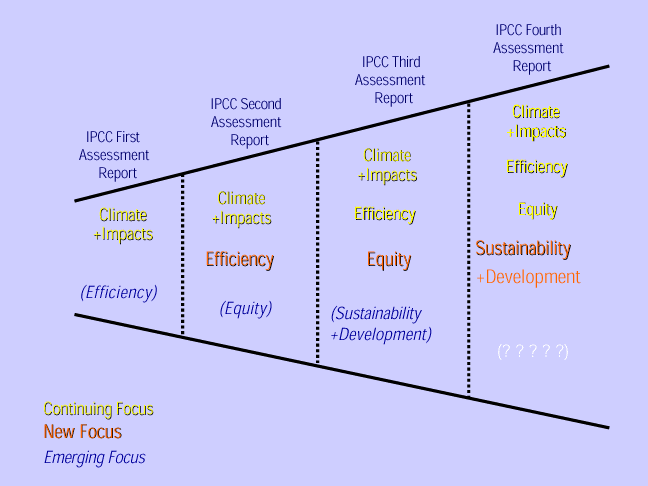 IPCC First
Assessment
Report
Climate
+Impacts
(Efficiency)
IPCC Second
Assessment
Report
Climate
+Impacts
Efficiency
(Equity)
IPCC Third
Assessment
Report
Climate
+Impacts
Efficiency
Equity
(Sustainability
+Development)
IPCC Fourth
Assessment
Report
Climate
+Impacts
Efficiency
Equity
Sustainability
+Development
(? ? ? ? ?)
Continuing Focus
New Focus
Emerging Focus